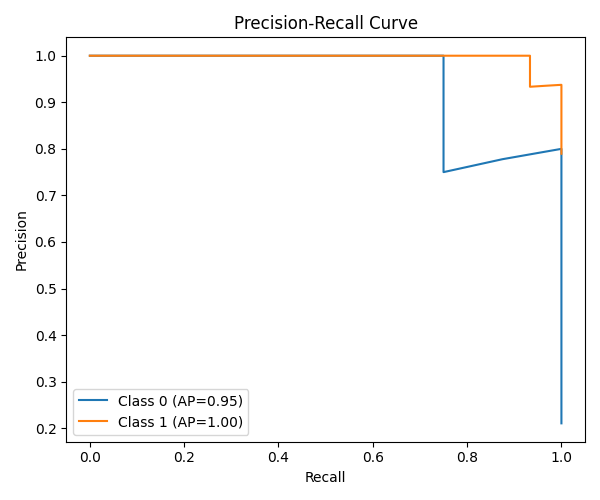 Precision-Recall Curve
1.0
0.9
0.8
0.7
0.6
0.5
0.4
0.3
0.2
Precision
Class 0 (AP=0.95)
Class 1 (AP=1.00)
0.0 0.2 0.4 0.6 0.8 1.0
Recall